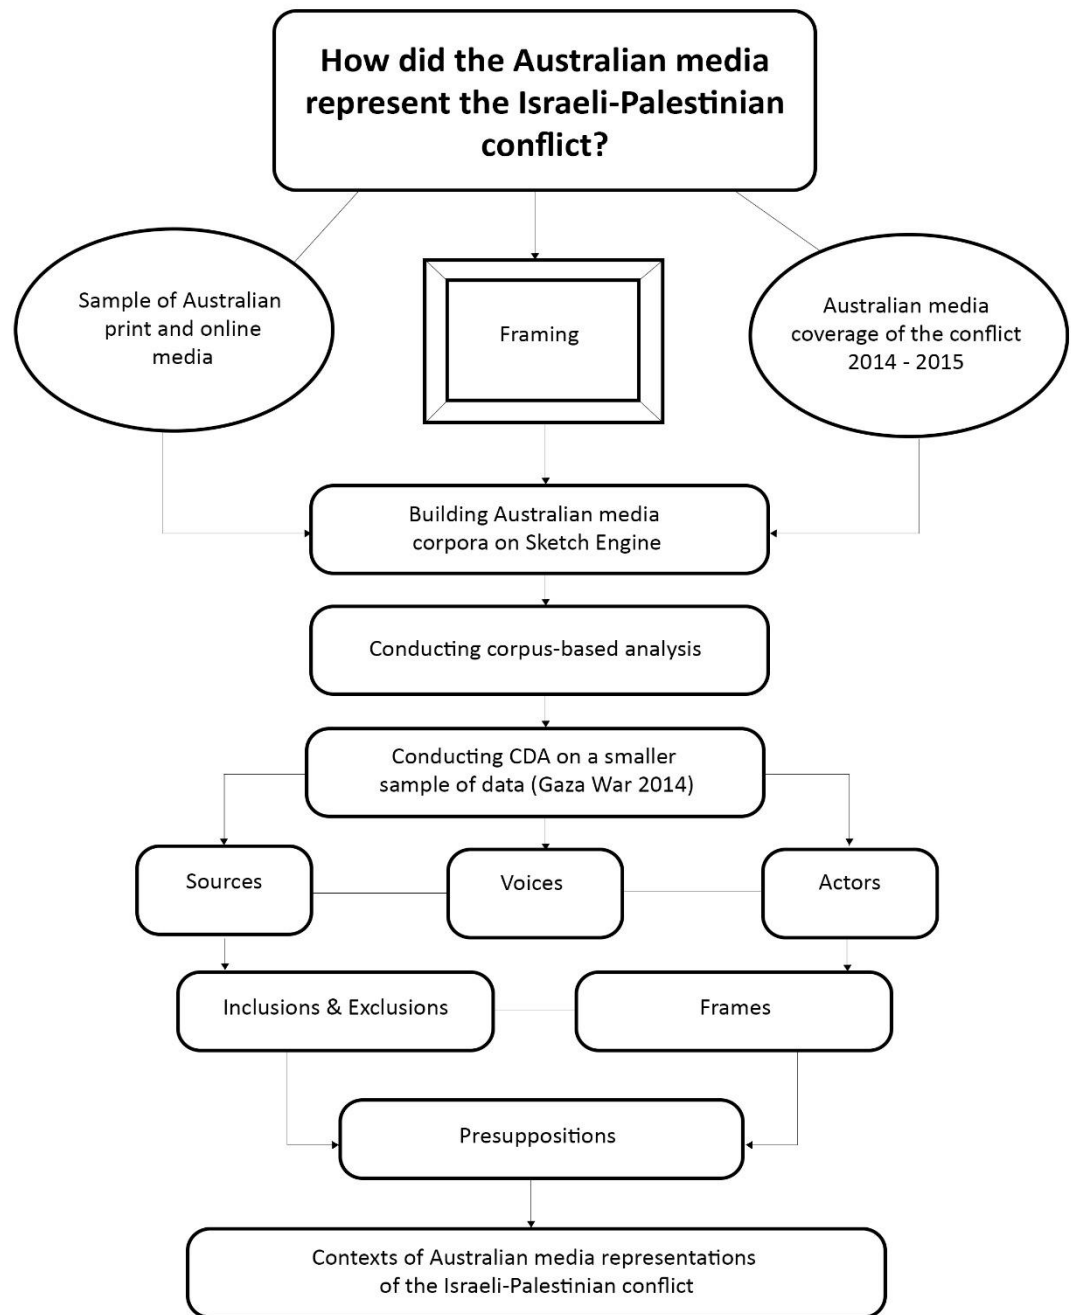 How did the Australian media
represent the Israeli-Palestinian
conflict?
Sample of Australian
print and online
media
Framing
Australian media
coverage of the conflict
2014 - 2015
Building Australian media
corpora on Sketch Engine
Conducting corpus-based analysis
Conducting CDA on a smaller
sample of data (Gaza War 2014)
Sources
Voices
Actors
Inclusions & Exclusions
Frames
Presuppositions
Contexts of Australian media representations
of the Israeli-Palestinian conflict